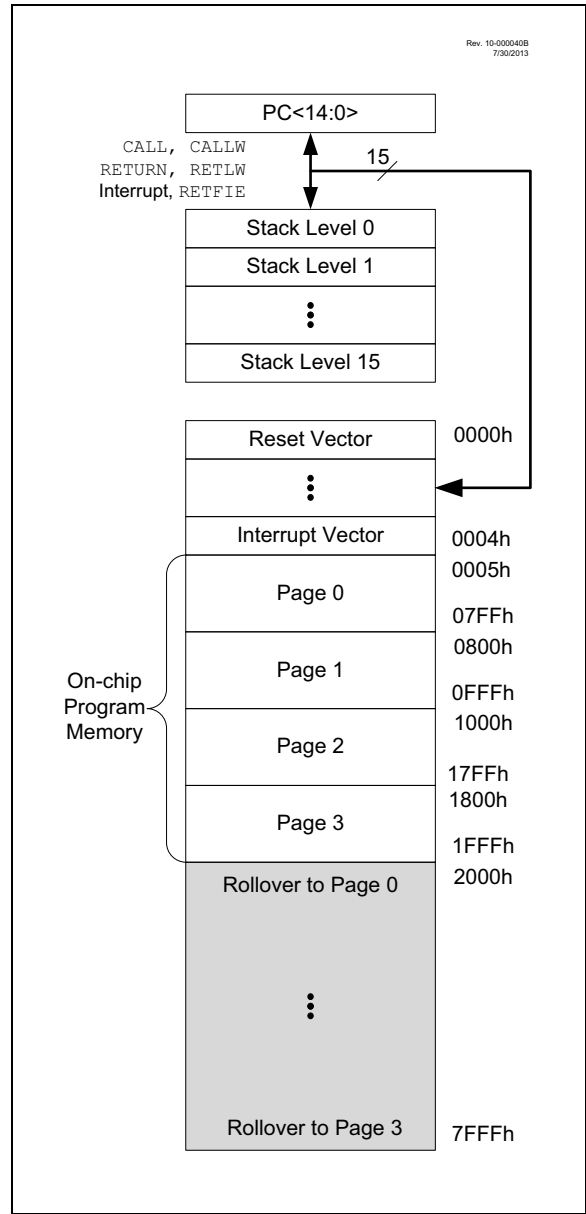 Rev. 10-000040B
7/30/2013
PC<14:0>
CALL, CALLW
RETURN, RETLW
Interrupt, RETFIE
15
Stack Level 0
Stack Level 1
Stack Level 15
Reset Vector
0000h
Interrupt Vector
0004h
0005h
Page 0
07FFh
0800h
Page 1
0FFFh
1000h
On-chip
Program
Memory
Page 2
17FFh
1800h
Page 3
1FFFh
2000h
Rollover to Page 0
Rollover to Page 3
7FFFh